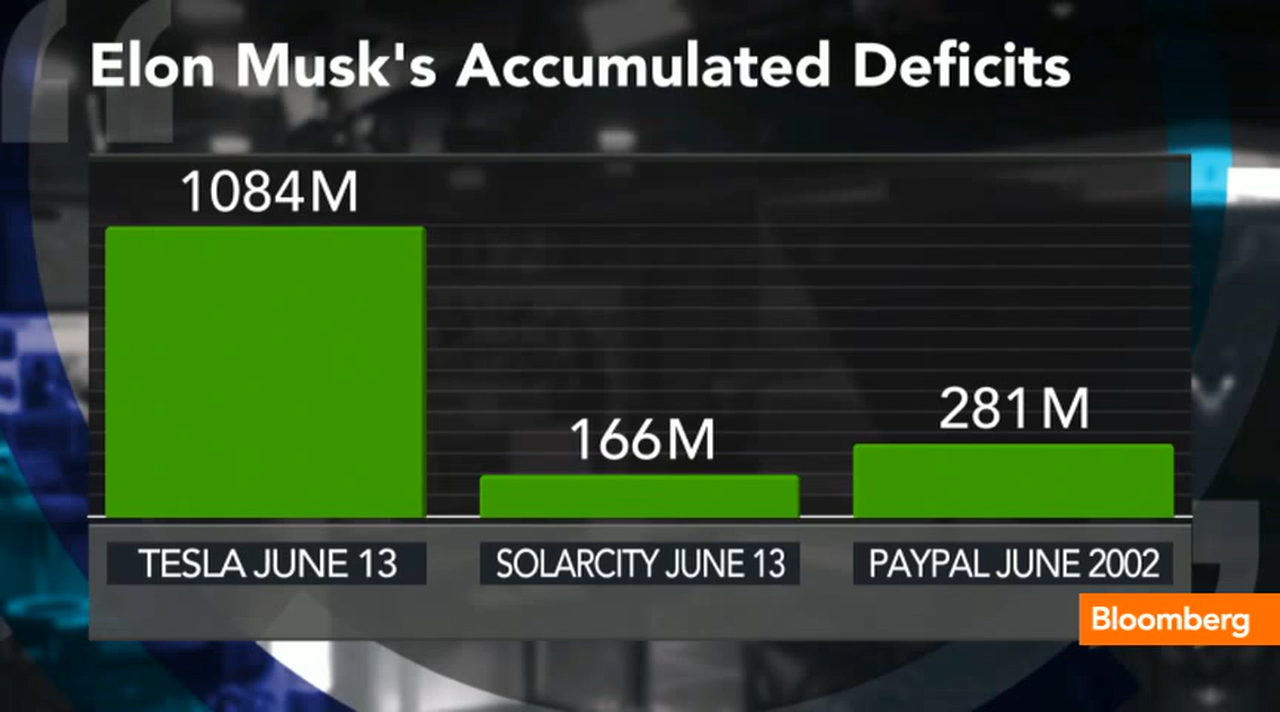 Elon Musk's Accumulated Deficits
1084M
166M
281M
TESLA JUNE 13
SOLARCITY JUNE 13
PAYPAL JUNE 2002
Bloomberg